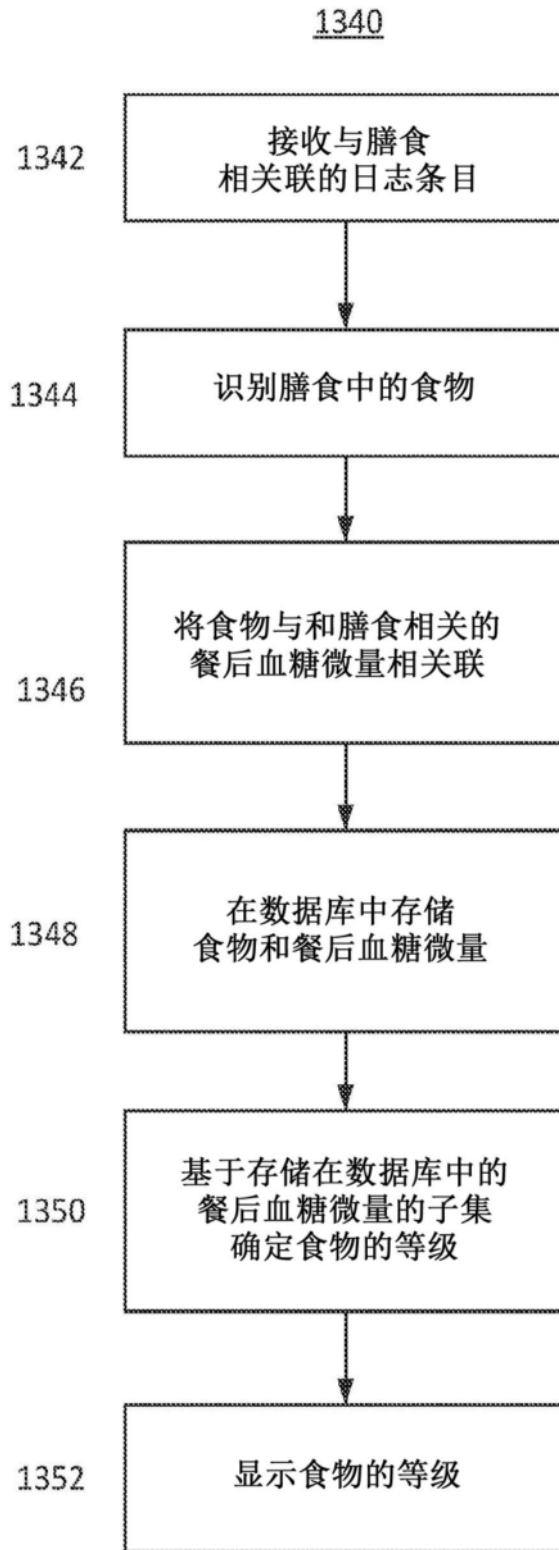 1340
1342
接收与膳食
相关联的日志条目
1344
识别膳食中的食物
1346
将食物与和膳食相关的
餐后血糖微量相关联
1348
在数据库中存储
食物和餐后血糖微量
1350
基于存储在数据库中的
餐后血糖微量的子集
确定食物的等级
1352
显示食物的等级